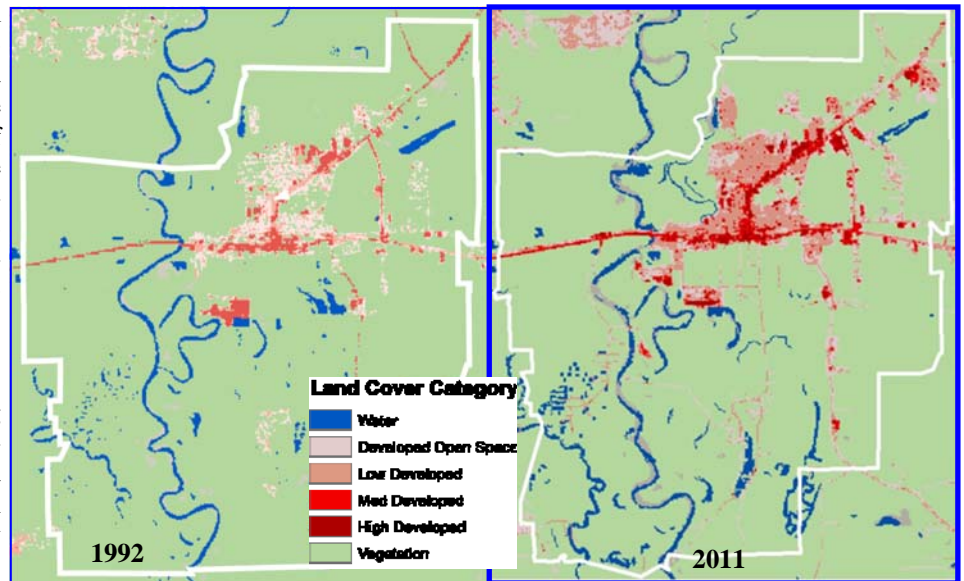 Land Cover Category
Water
Developed Open Space
Low Developed
Med Developed
High Developed
Vegetation
1992
2011